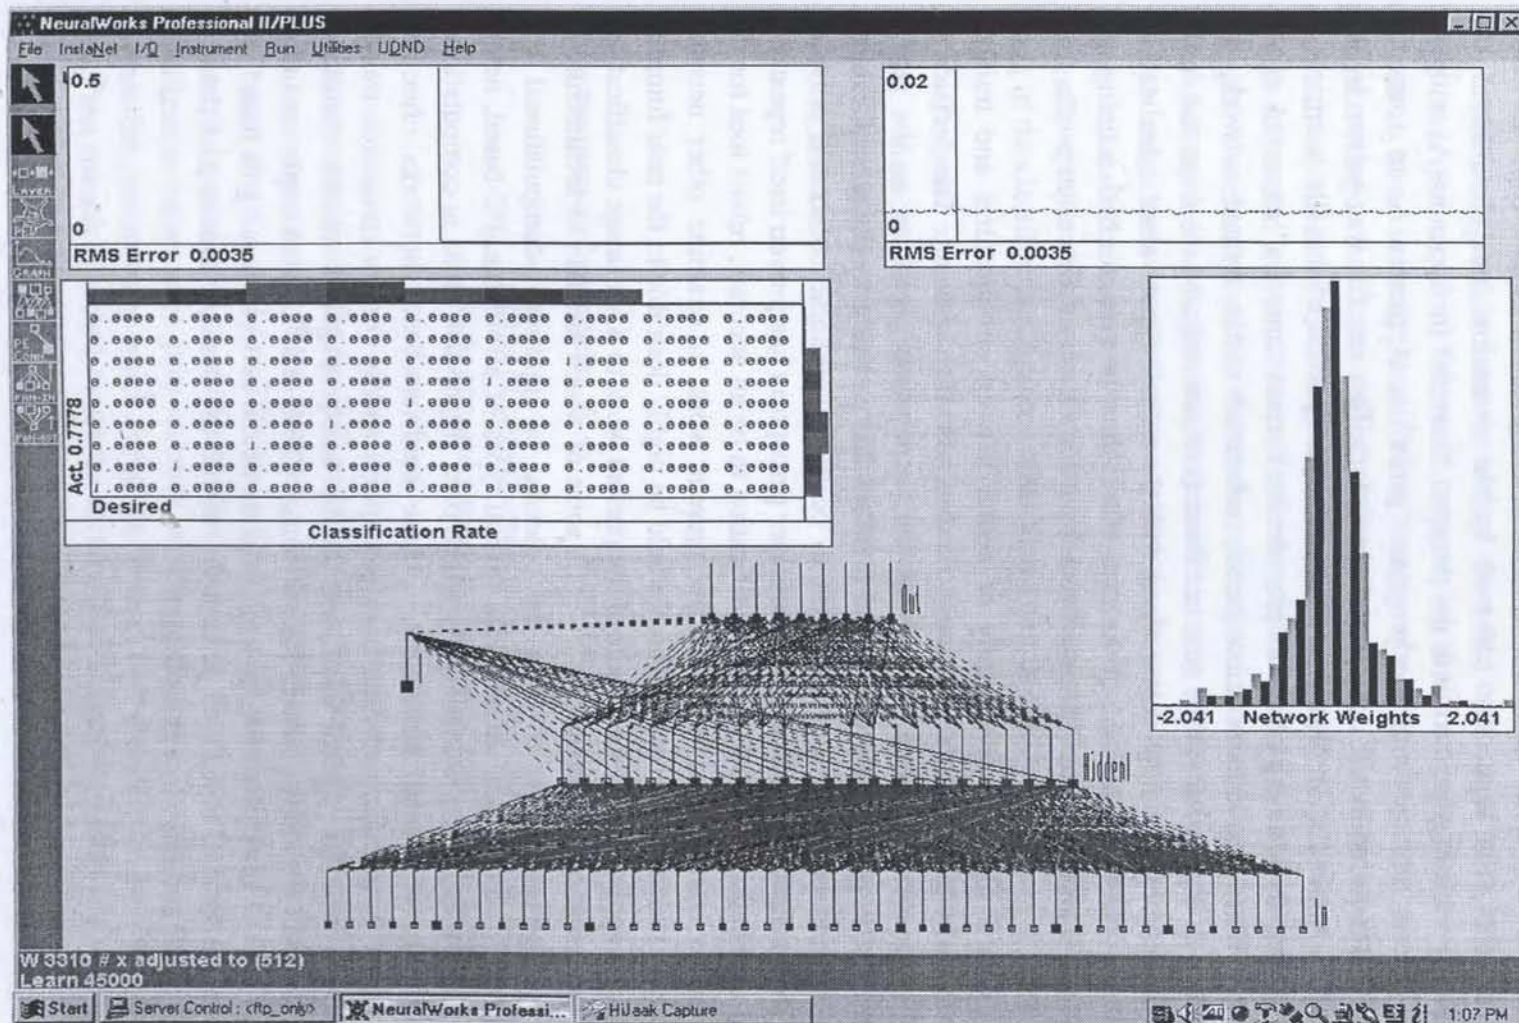 NeuralWorks Professional II/PLUS
File InstaNet I/O Instrument Run Utilities UDND Help
0.5
0
RMS Error 0.0035
0.02
0
RMS Error 0.0035
LAYER
PE
GRAPH
PE CONN
FAN-IN
FAN-OUT
0.0000 0.0000 0.0000 0.0000 0.0000 0.0000 0.0000 0.0000 0.0000
0.0000 0.0000 0.0000 0.0000 0.0000 0.0000 0.0000 0.0000 0.0000
0.0000 0.0000 0.0000 0.0000 0.0000 0.0000 1.0000 0.0000 0.0000
0.0000 0.0000 0.0000 0.0000 0.0000 1.0000 0.0000 0.0000 0.0000
0.0000 0.0000 0.0000 0.0000 1.0000 0.0000 0.0000 0.0000 0.0000
0.0000 0.0000 0.0000 1.0000 0.0000 0.0000 0.0000 0.0000 0.0000
0.0000 0.0000 1.0000 0.0000 0.0000 0.0000 0.0000 0.0000 0.0000
0.0000 1.0000 0.0000 0.0000 0.0000 0.0000 0.0000 0.0000 0.0000
1.0000 0.0000 0.0000 0.0000 0.0000 0.0000 0.0000 0.0000 0.0000
Act. 0.7778
Desired
Classification Rate
-2.041 Network Weights 2.041
Out
Hidden1
In
W 3310 # x adjusted to (512)
Learn 45000
Start Server Control : <ftp_only> NeuralWorks Professi... HiJaak Capture 1:07 PM